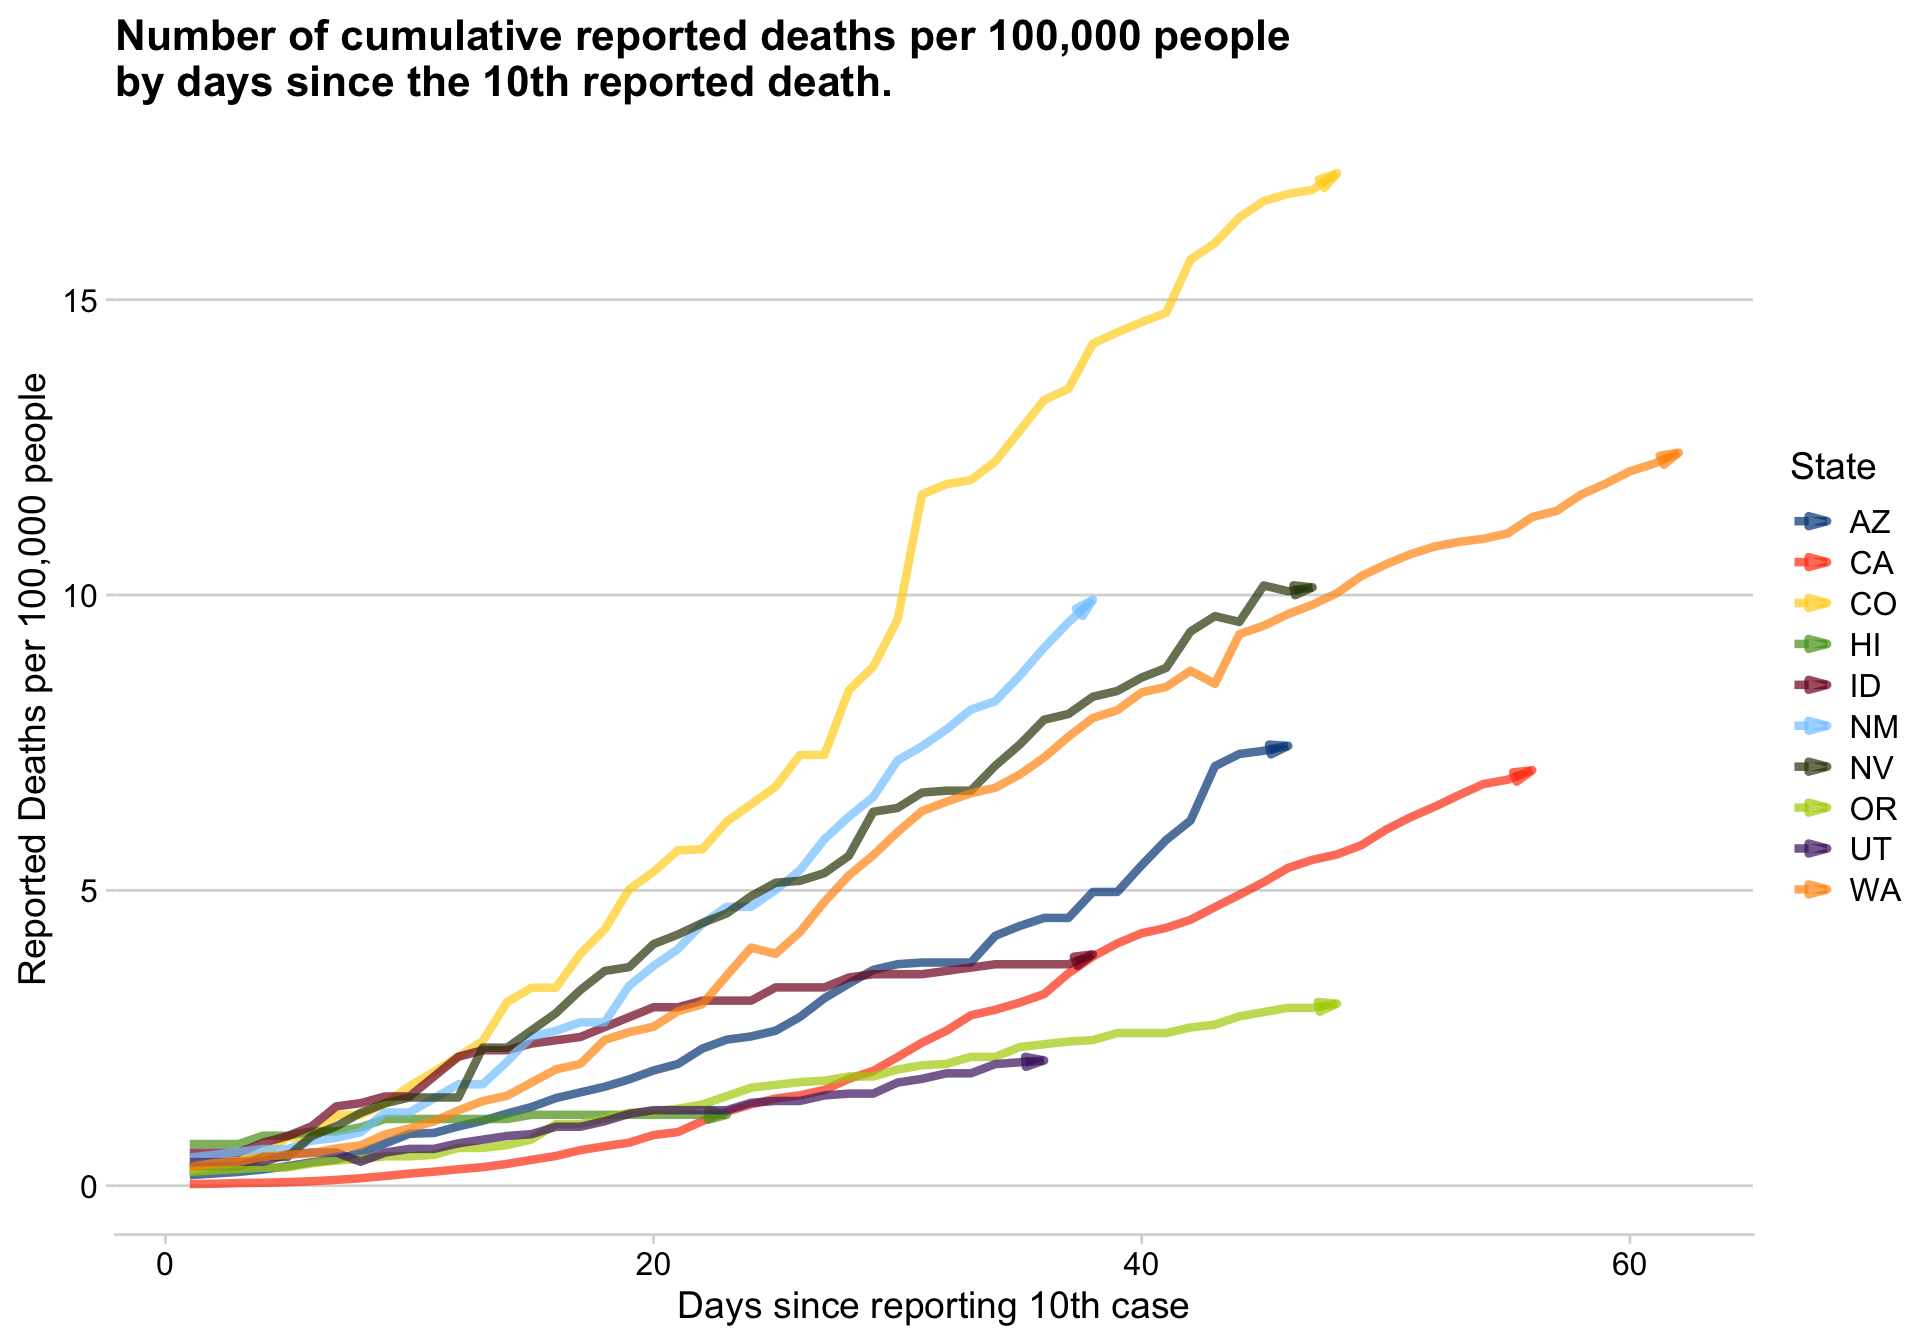 Number of cumulative reported deaths per 100,000 people
by days since the 10th reported death.
Reported Deaths per 100,000 people
15
10
5
0
0 20 40 60
Days since reporting 10th case
State
AZ
CA
CO
HI
ID
NM
NV
OR
UT
WA